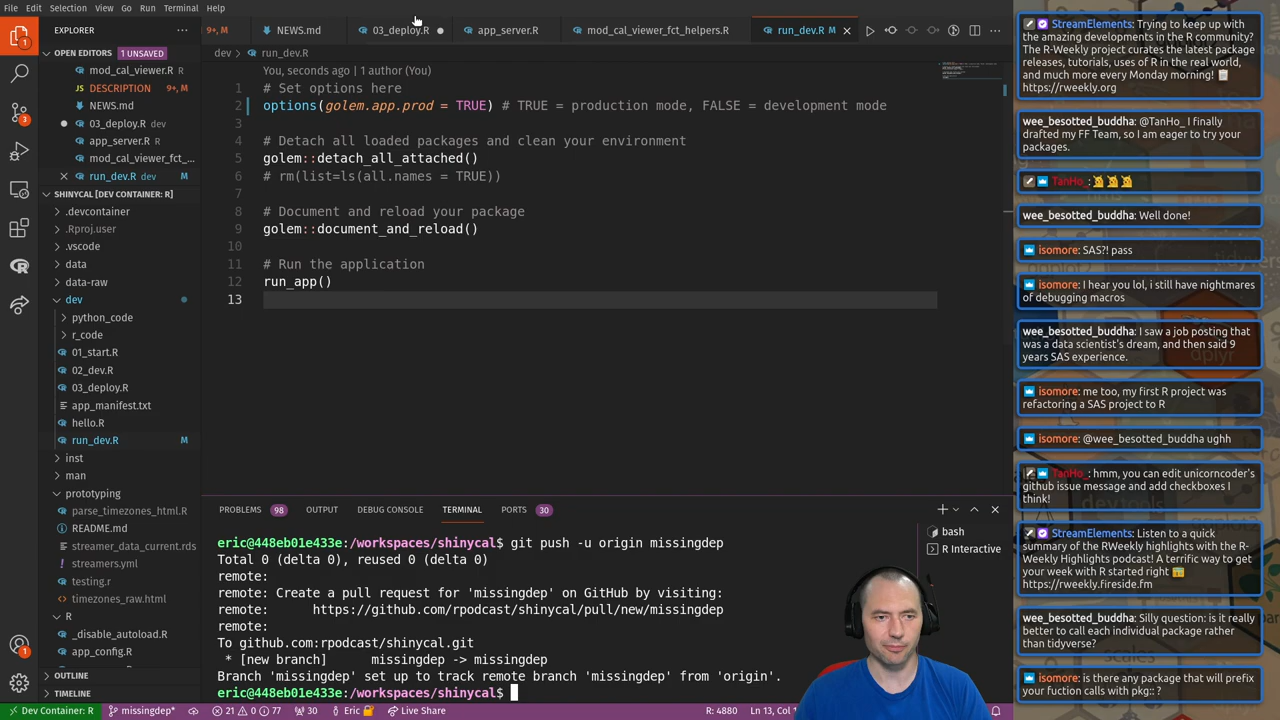 File Edit Selection View Go Run Terminal Help
EXPLORER
OPEN EDITORS 1 UNSAVED
mod_cal_viewer.R
DESCRIPTION 9+, M
NEWS.md
03_deploy.R dev
app_server.R R
mod_cal_viewer_fct_...
run_dev.R dev M
SHINYCAL [DEV CONTAINER: R]
.devcontainer
.Rproj.user
.vscode
data
data-raw
dev
python_code
r_code
01_start.R
02_dev.R
03_deploy.R
app_manifest.txt
hello.R
run_dev.R M
inst
man
prototyping
parse_timezones_html.R
README.md
streamer_data_current.rds
streamers.yml
testing.r
timezones_raw.html
R
_disable_autoload.R
app_config.R
OUTLINE
TIMELINE
9+, M NEWS.md 03_deploy.R app_server.R mod_cal_viewer_fct_helpers.R run_dev.R M
dev > run_dev.R
You, seconds ago | 1 author (You)
1 # Set options here
2 options(golem.app.prod = TRUE) # TRUE = production mode, FALSE = development mode
3
4 # Detach all loaded packages and clean your environment
5 golem::detach_all_attached()
6 # rm(list=ls(all.names = TRUE))
7
8 # Document and reload your package
9 golem::document_and_reload()
10
11 # Run the application
12 run_app()
13
PROBLEMS 98 OUTPUT DEBUG CONSOLE TERMINAL PORTS 30
bash
R Interactive
eric@448eb01e433e:/workspaces/shinycal$ git push -u origin missingdep
Total 0 (delta 0), reused 0 (delta 0)
remote:
remote: Create a pull request for 'missingdep' on GitHub by visiting:
remote: https://github.com/rpodcast/shinycal/pull/new/missingdep
remote:
To github.com:rpodcast/shinycal.git
* [new branch] missingdep -> missingdep
Branch 'missingdep' set up to track remote branch 'missingdep' from 'origin'.
eric@448eb01e433e:/workspaces/shinycal$
Dev Container: R missingdep* 21 0 77 30 Eric Live Share R: 4880 Ln 13, Col 1
StreamElements: Trying to keep up with
the amazing developments in the R community?
The R-Weekly project curates the latest package
releases, tutorials, uses of R in the real world,
and much more every Monday morning!
https://rweekly.org
wee_besotted_buddha: @TanHo_ I finally
drafted my FF Team, so I am eager to try your
packages.
TanHo_:
wee_besotted_buddha: Well done!
isomore: SAS?! pass
isomore: I hear you lol, i still have nightmares
of debugging macros
wee_besotted_buddha: I saw a job posting that
was a data scientist's dream, and then said 9
years SAS experience.
isomore: me too, my first R project was
refactoring a SAS project to R
isomore: @wee_besotted_buddha ughh
TanHo_: hmm, you can edit unicorncoder's
github issue message and add checkboxes I
think!
StreamElements: Listen to a quick
summary of the RWeekly highlights with the R-
Weekly Highlights podcast! A terrific way to get
your week with R started right
https://rweekly.fireside.fm
wee_besotted_buddha: Silly question: is it really
better to call each individual package rather
than tidyverse?
isomore: is there any package that will prefix
your fuction calls with pkg:: ?